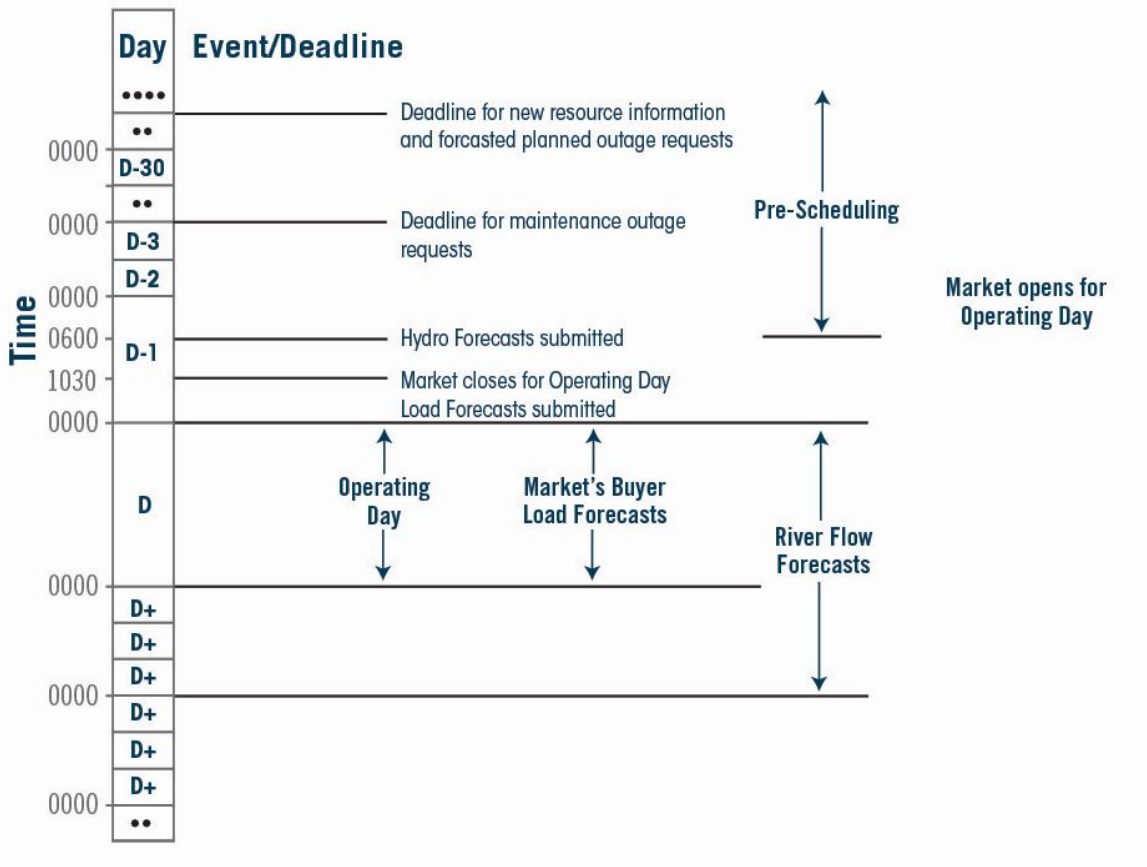 Day Event/Deadline
••••
Deadline for new resource information
and forcasted planned outage requests
••
0000
D-30
••
0000
Deadline for maintenance outage
requests
Pre-Scheduling
D-3
D-2
0000
Market opens for
Operating Day
Time
0600
Hydro Forecasts submitted
D-1
1030
Market closes for Operating Day
Load Forecasts submitted
0000
Operating
Day
Market's Buyer
Load Forecasts
D
River Flow
Forecasts
0000
D+
D+
D+
0000
D+
D+
D+
0000
••